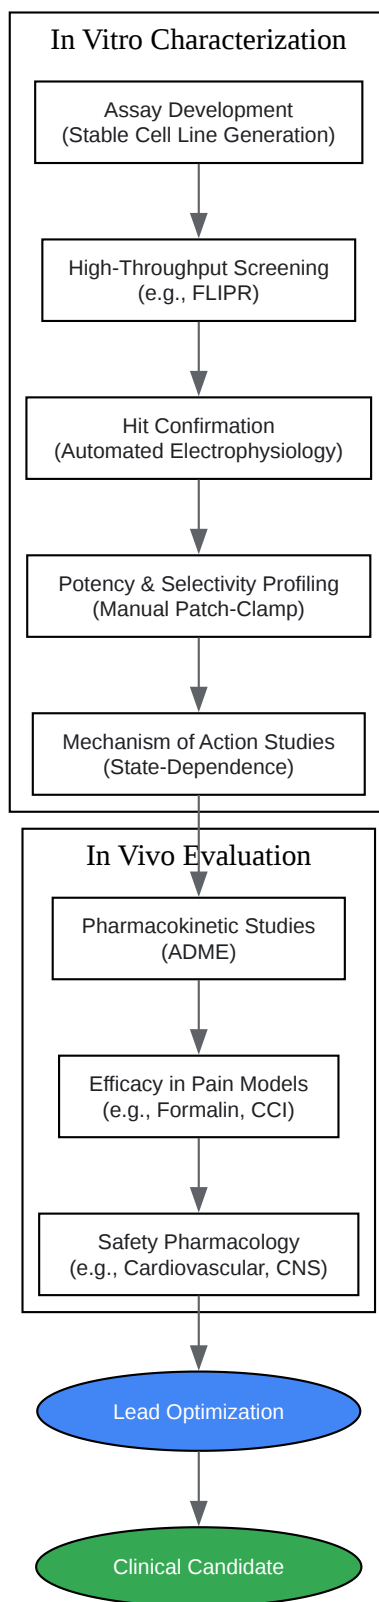 In Vitro Characterization
Assay Development
(Stable Cell Line Generation)
High-Throughput Screening
(e.g., FLIPR)
Hit Confirmation
(Automated Electrophysiology)
Potency & Selectivity Profiling
(Manual Patch-Clamp)
Mechanism of Action Studies
(State-Dependence)
In Vivo Evaluation
Pharmacokinetic Studies
(ADME)
Efficacy in Pain Models
(e.g., Formalin, CCI)
Safety Pharmacology
(e.g., Cardiovascular, CNS)
Lead Optimization
Clinical Candidate